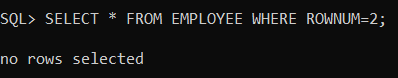 SQL> SELECT * FROM EMPLOYEE WHERE ROWNUM=2;
no rows selected